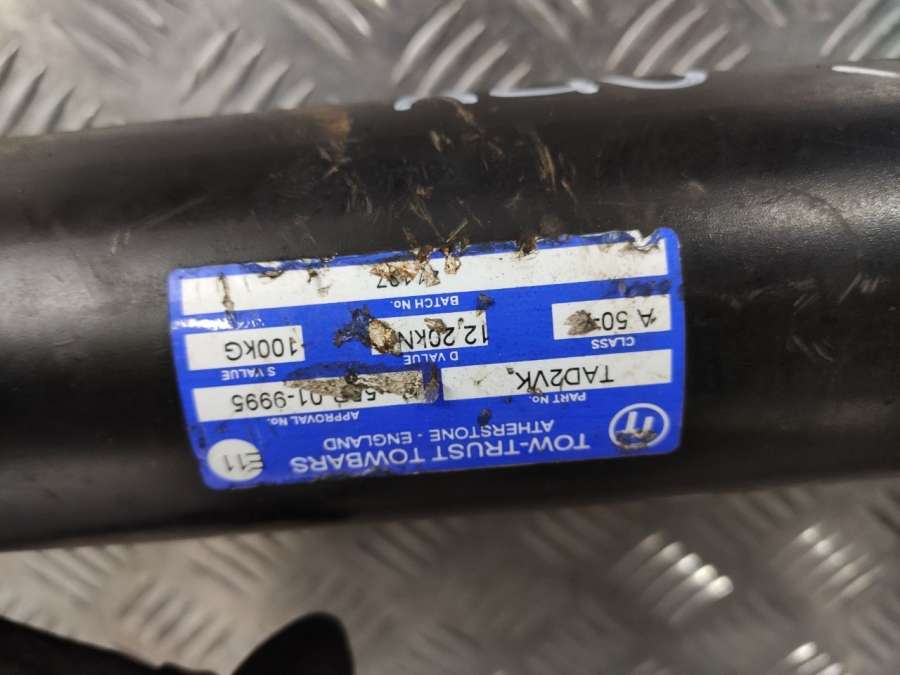 TOW-TRUST TOWBARS
ATHERSTONE - ENGLAND
E11
PART No.
TAD2VK
APPROVAL No.
01-9995
CLASS
A 50-
D VALUE
12,20kN
S VALUE
100KG
BATCH No.